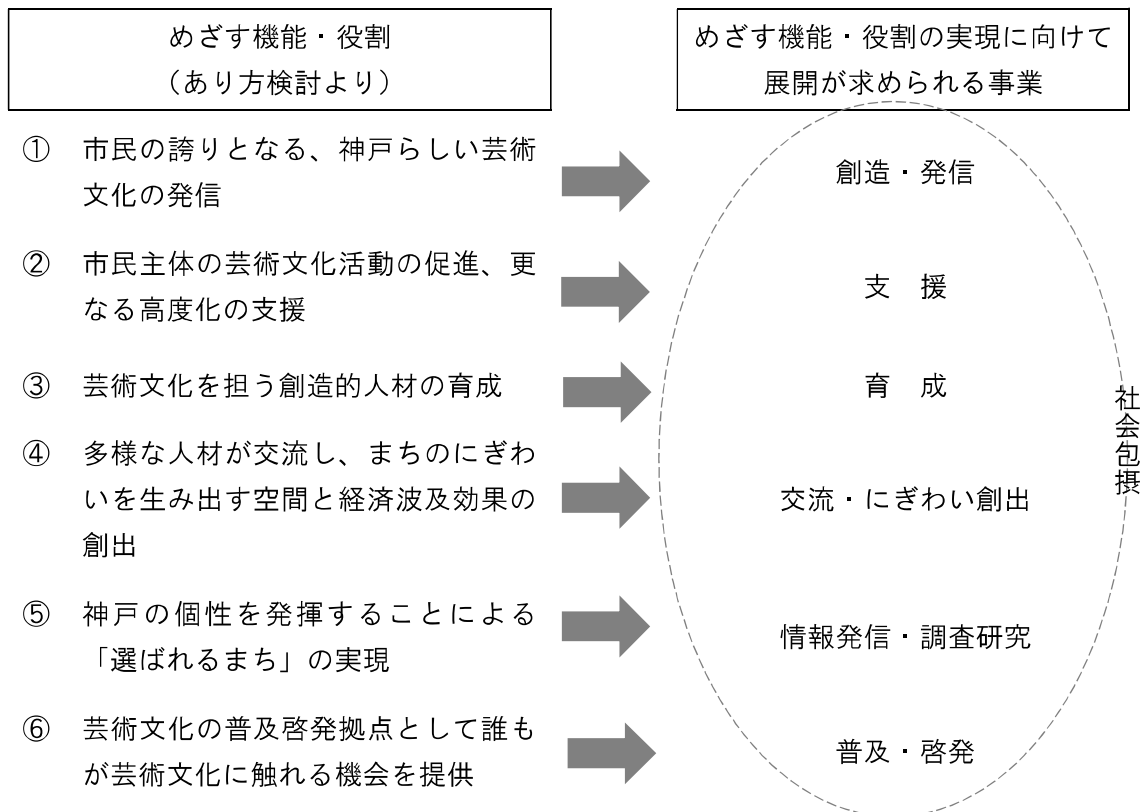 めざす機能・役割
（あり方検討より）
めざす機能・役割の実現に向けて
展開が求められる事業
① 市民の誇りとなる、神戸らしい芸術
文化の発信
創造・発信
② 市民主体の芸術文化活動の促進、更
なる高度化の支援
支 援
③ 芸術文化を担う創造的人材の育成
育 成
④ 多様な人材が交流し、まちのにぎわ
いを生み出す空間と経済波及効果の
創出
交流・にぎわい創出
⑤ 神戸の個性を発揮することによる
「選ばれるまち」の実現
情報発信・調査研究
⑥ 芸術文化の普及啓発拠点として誰も
が芸術文化に触れる機会を提供
普及・啓発
社会包摂